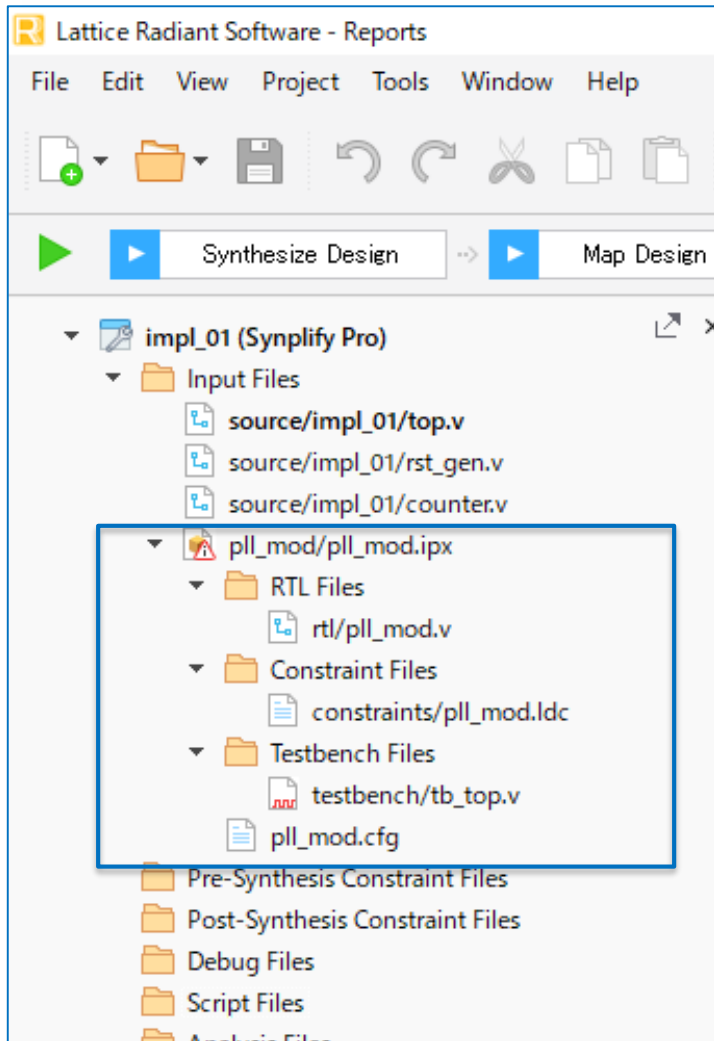 Lattice Radiant Software - Reports
File Edit View Project Tools Window Help
Synthesize Design Map Design
impl_01 (Synplify Pro)
Input Files
source/impl_01/top.v
source/impl_01/rst_gen.v
source/impl_01/counter.v
pll_mod/pll_mod.ipx
RTL Files
rtl/pll_mod.v
Constraint Files
constraints/pll_mod.ldc
Testbench Files
testbench/tb_top.v
pll_mod.cfg
Pre-Synthesis Constraint Files
Post-Synthesis Constraint Files
Debug Files
Script Files
Analysis Files